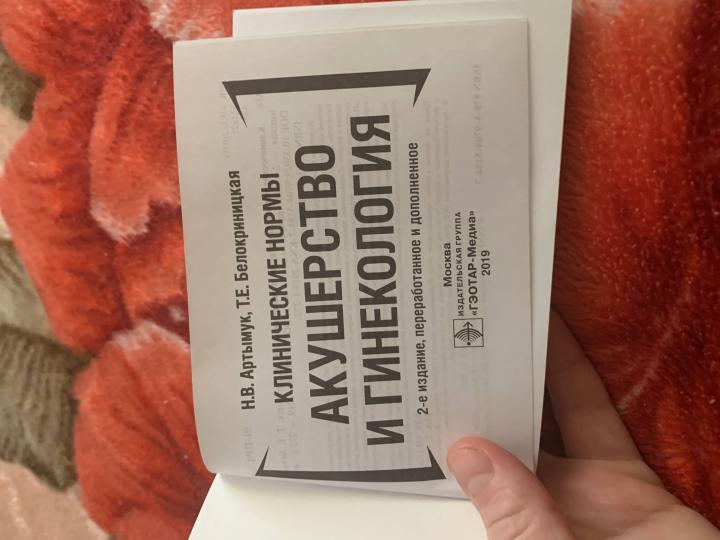 Н.В. Артымук, Т.Е. Белокриницкая
КЛИНИЧЕСКИЕ НОРМЫ
АКУШЕРСТВО
И ГИНЕКОЛОГИЯ
2-е издание, переработанное и дополненное
Москва
ИЗДАТЕЛЬСКАЯ ГРУППА
«ГЭОТАР-Медиа»
2019